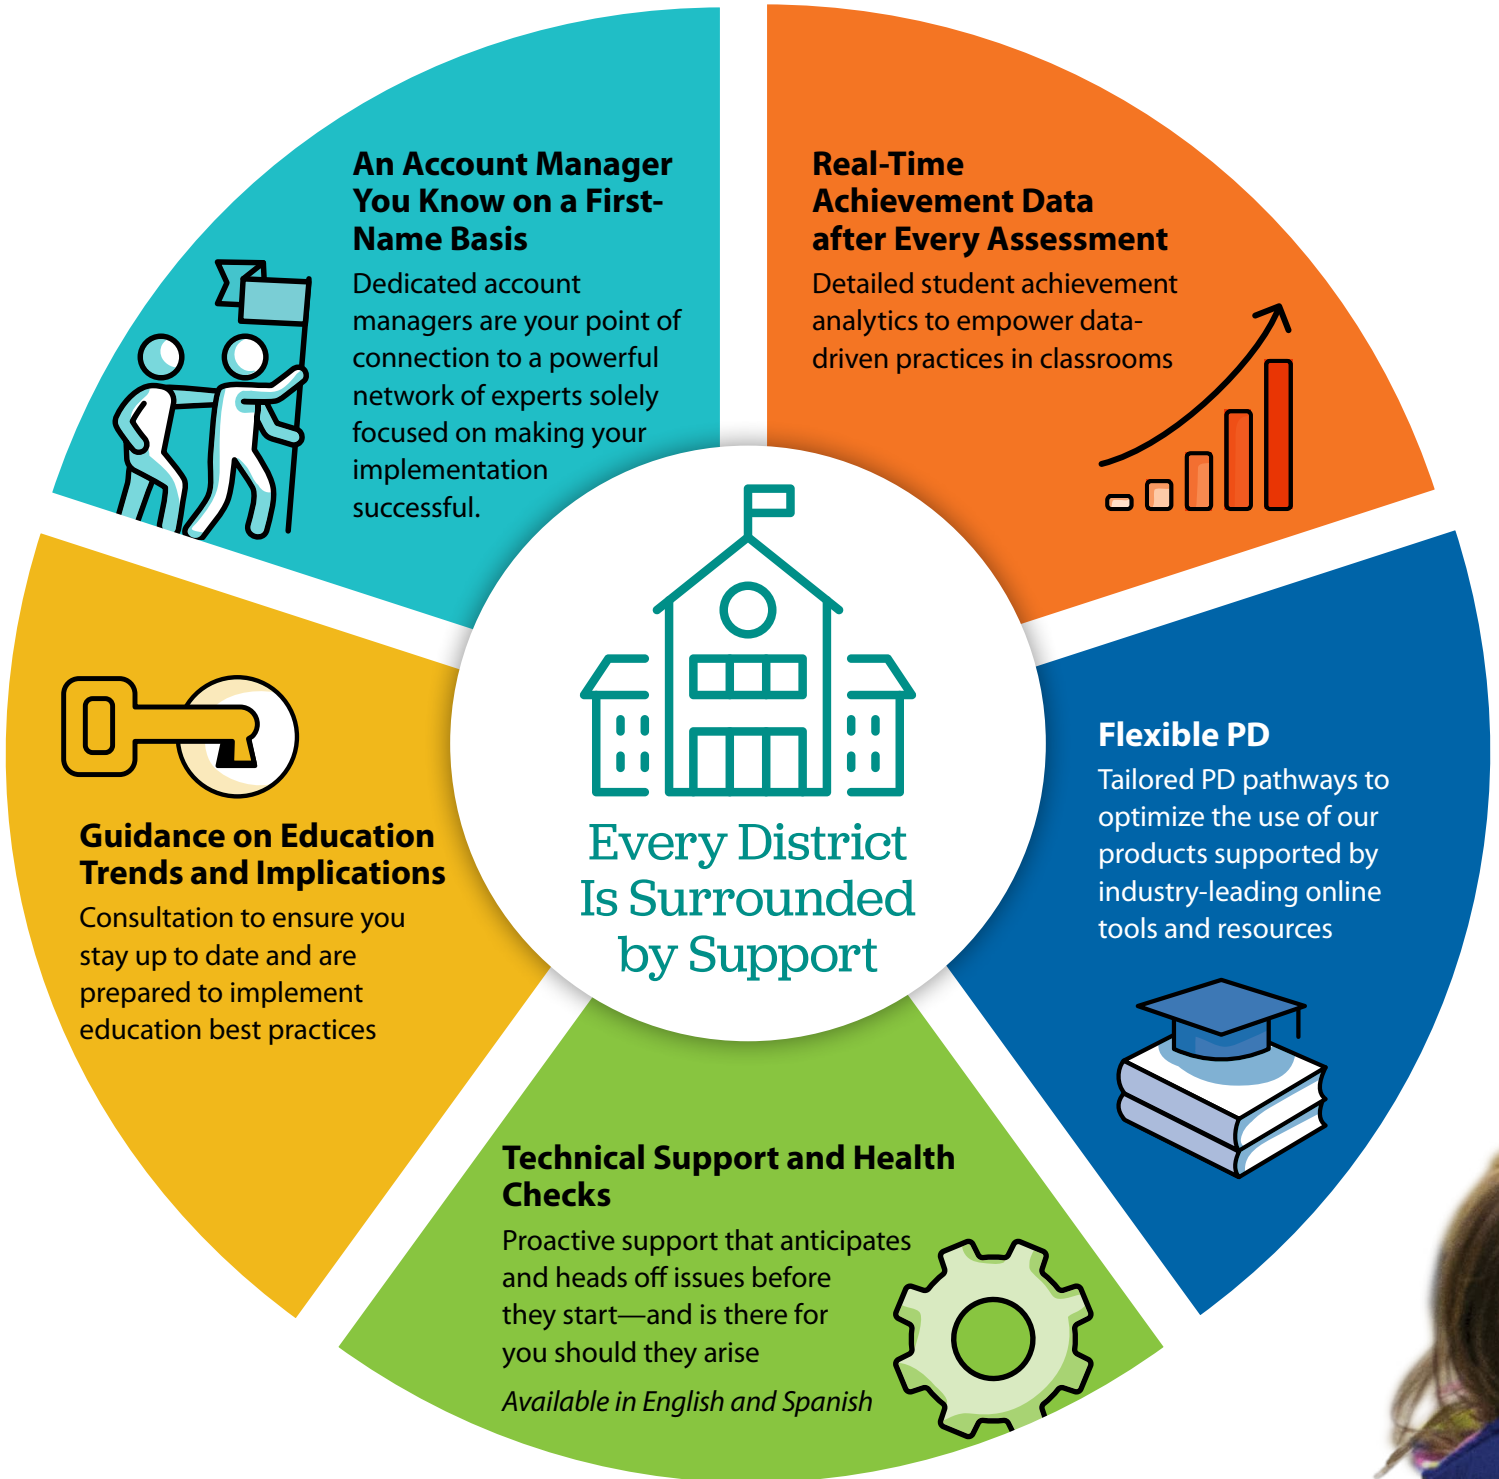 An Account Manager
You Know on a First-
Name Basis
Dedicated account
managers are your point of
connection to a powerful
network of experts solely
focused on making your
implementation
successful.
Real-Time
Achievement Data
after Every Assessment
Detailed student achievement
analytics to empower data-
driven practices in classrooms
Flexible PD
Tailored PD pathways to
optimize the use of our
products supported by
industry-leading online
tools and resources
Technical Support and Health
Checks
Proactive support that anticipates
and heads off issues before
they start—and is there for
you should they arise
Available in English and Spanish
Guidance on Education
Trends and Implications
Consultation to ensure you
stay up to date and are
prepared to implement
education best practices
Every District
Is Surrounded
by Support